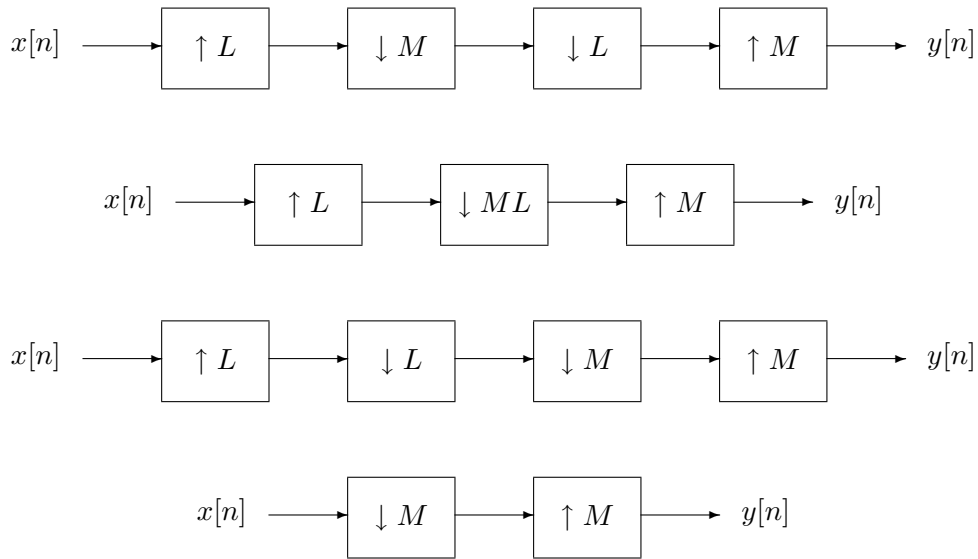 x[n] ↑ L ↓ M ↓ L ↑ M y[n]
x[n] ↑ L ↓ ML ↑ M y[n]
x[n] ↑ L ↓ L ↓ M ↑ M y[n]
x[n] ↓ M ↑ M y[n]